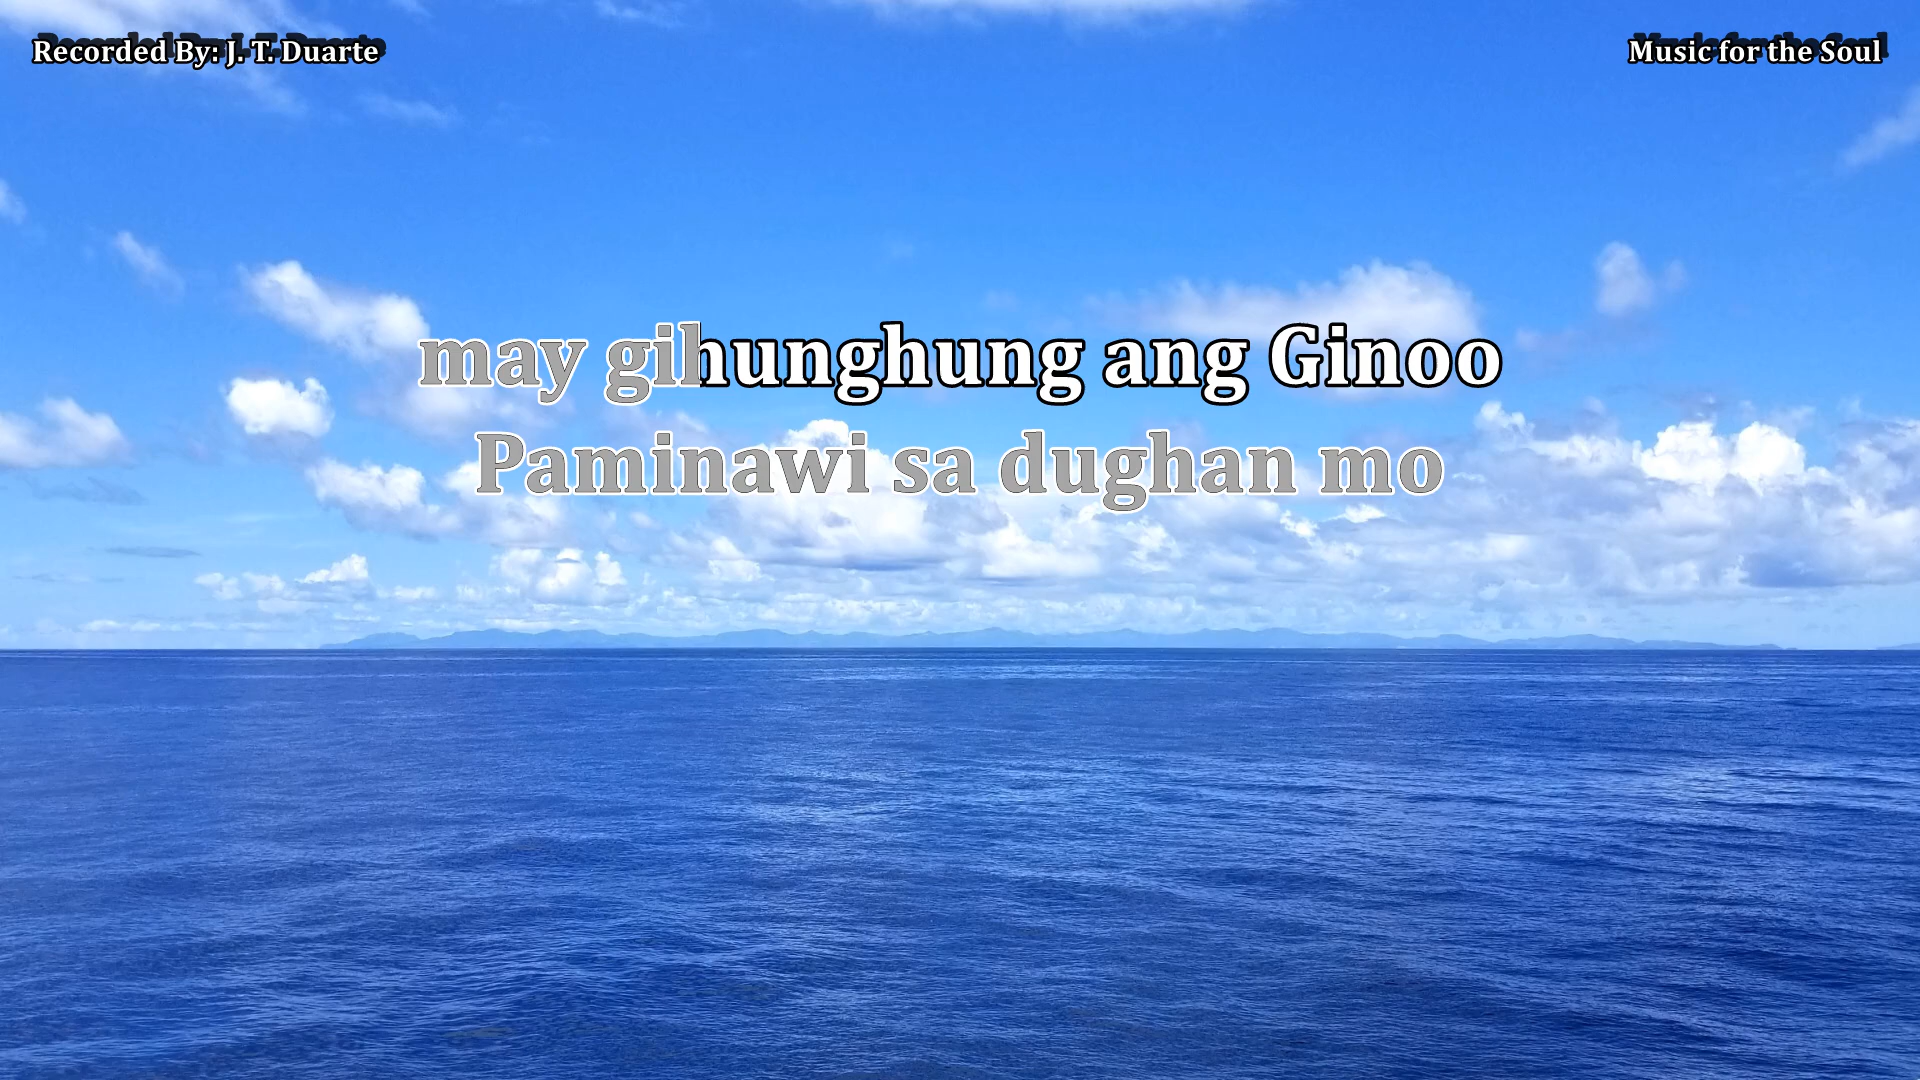 Recorded By: J. T. Duarte
Music for the Soul
may gihunghung ang Ginoo
Paminawi sa dughan mo